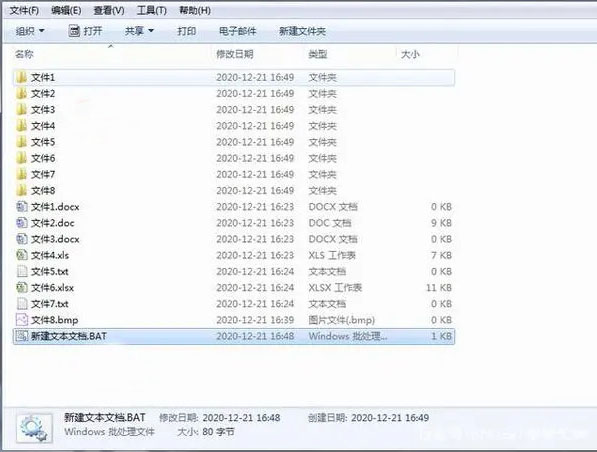 文件(F) 编辑(E) 查看(V) 工具(T) 帮助(H)
组织 打开 共享 打印 电子邮件 新建文件夹
名称 修改日期 类型 大小
文件1 2020-12-21 16:49 文件夹
文件2 2020-12-21 16:49 文件夹
文件3 2020-12-21 16:49 文件夹
文件4 2020-12-21 16:49 文件夹
文件5 2020-12-21 16:49 文件夹
文件6 2020-12-21 16:49 文件夹
文件7 2020-12-21 16:49 文件夹
文件8 2020-12-21 16:49 文件夹
文件1.docx 2020-12-21 16:23 DOCX 文档 0 KB
文件2.doc 2020-12-21 16:23 DOC 文档 9 KB
文件3.docx 2020-12-21 16:23 DOCX 文档 0 KB
文件4.xls 2020-12-21 16:23 XLS 工作表 7 KB
文件5.txt 2020-12-21 16:24 文本文档 0 KB
文件6.xlsx 2020-12-21 16:24 XLSX 工作表 11 KB
文件7.txt 2020-12-21 16:24 文本文档 0 KB
文件8.bmp 2020-12-21 16:39 图片文件(.bmp) 0 KB
新建文本文档.BAT 2020-12-21 16:48 Windows 批处理... 1 KB
新建文本文档.BAT 修改日期: 2020-12-21 16:48 创建日期: 2020-12-21 16:49
Windows 批处理文件 大小: 80 字节